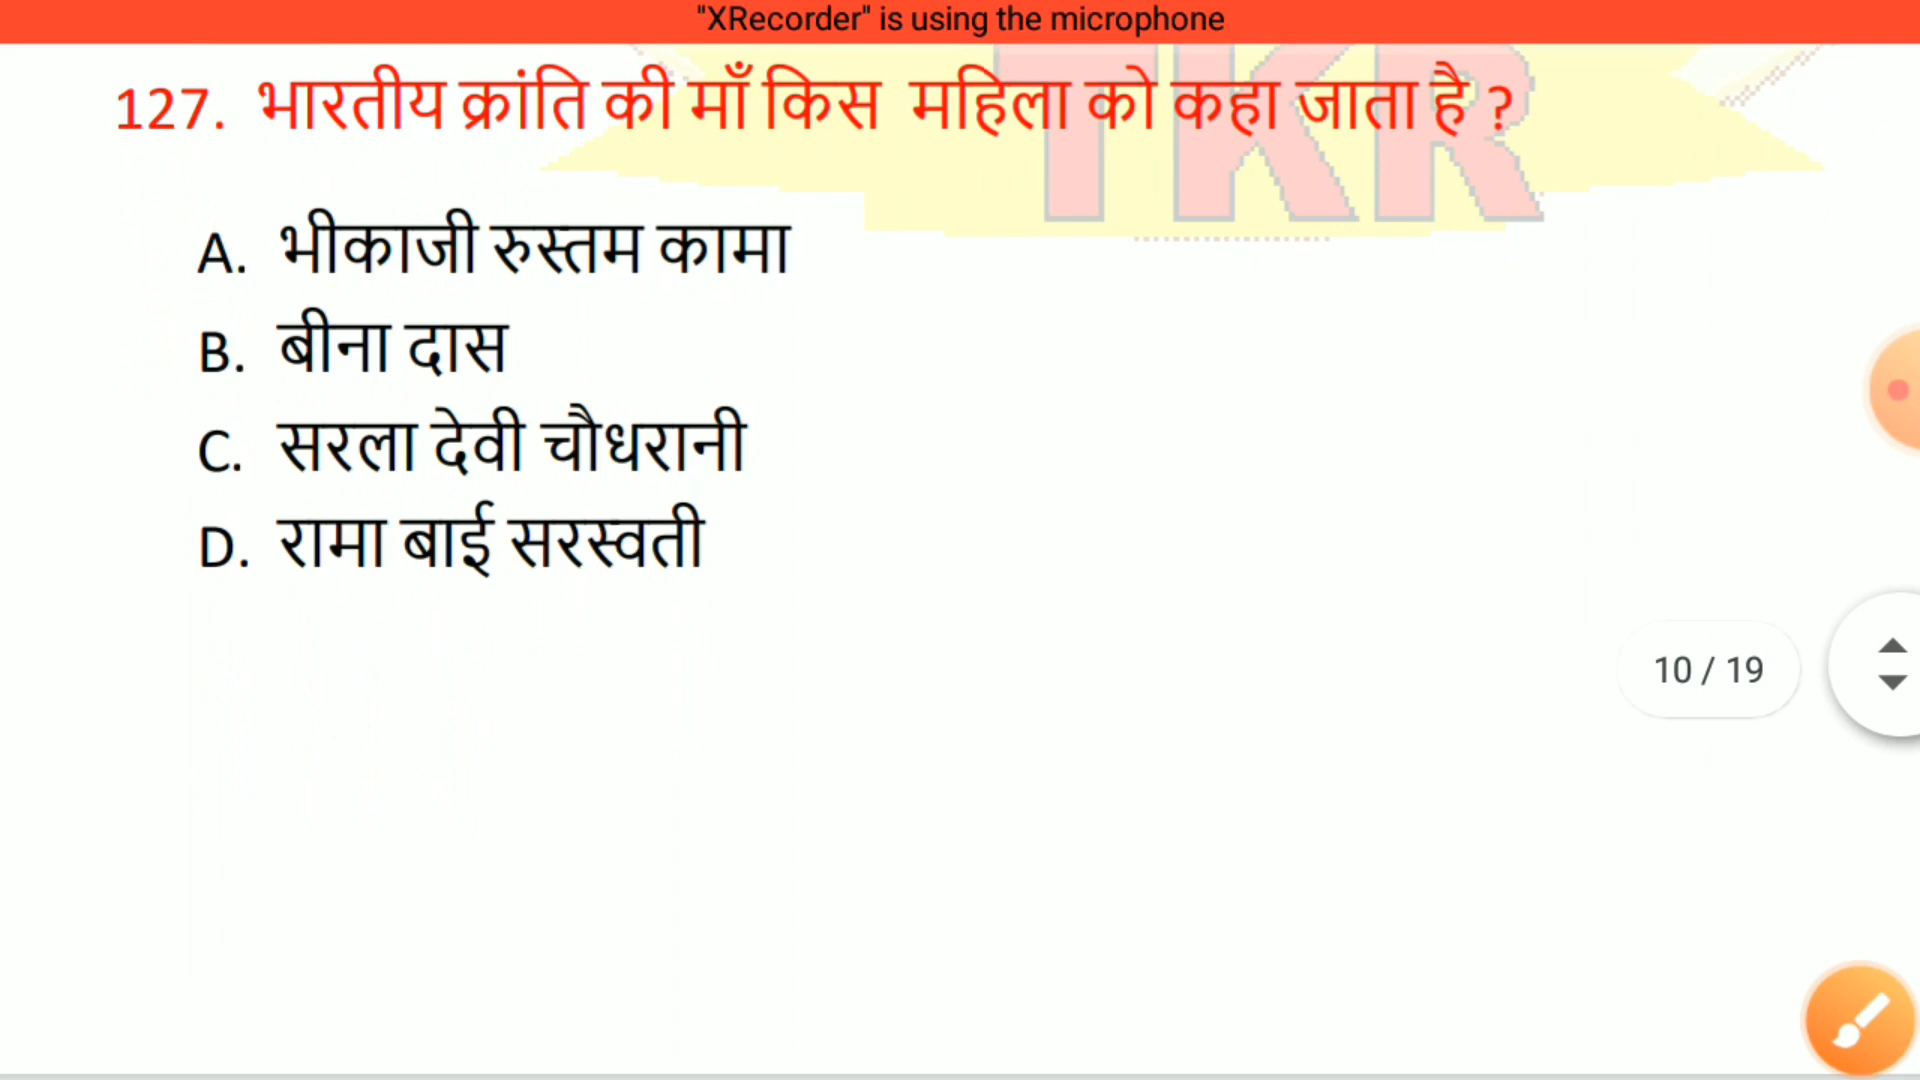 "XRecorder" is using the microphone
TKR
127. भारतीय क्रांति की माँ किस महिला को कहा जाता है ?
A. भीकाजी रुस्तम कामा
B. बीना दास
C. सरला देवी चौधरानी
D. रामा बाई सरस्वती
10 / 19